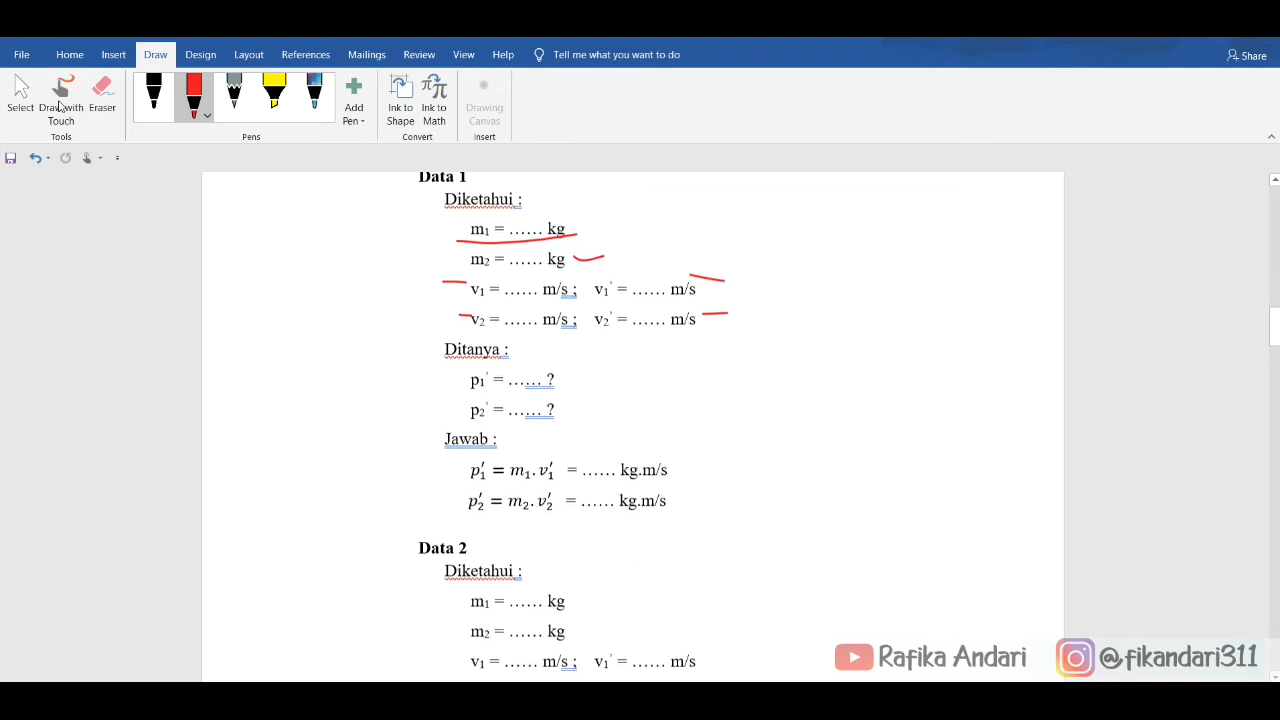 File Home Insert Draw Design Layout References Mailings Review View Help Tell me what you want to do Share
Select Draw with Touch Eraser Add Pen Ink to Shape Ink to Math Drawing Canvas
Tools Pens Convert Insert
Data 1
Diketahui :
m₁ = …… kg
m₂ = …… kg
v₁ = …… m/s ; v₁' = …… m/s
v₂ = …… m/s ; v₂' = …… m/s
Ditanya :
p₁' = …… ?
p₂' = …… ?
Jawab :
p₁′ = m₁. v₁′ = …… kg.m/s
p₂′ = m₂. v₂′ = …… kg.m/s
Data 2
Diketahui :
m₁ = …… kg
m₂ = …… kg
v₁ = …… m/s ; v₁' = …… m/s
Rafika Andari @fikandari311